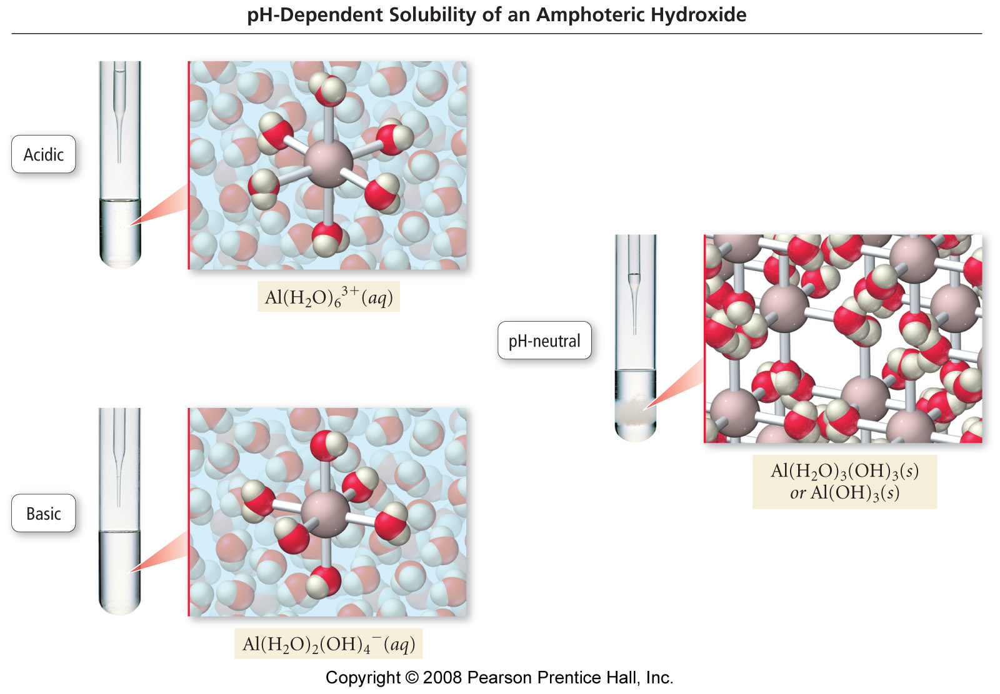 pH-Dependent Solubility of an Amphoteric Hydroxide
Acidic
Al(H₂O)₆³⁺(aq)
pH-neutral
Al(H₂O)₃(OH)₃(s)
or Al(OH)₃(s)
Basic
Al(H₂O)₂(OH)₄⁻(aq)
Copyright © 2008 Pearson Prentice Hall, Inc.